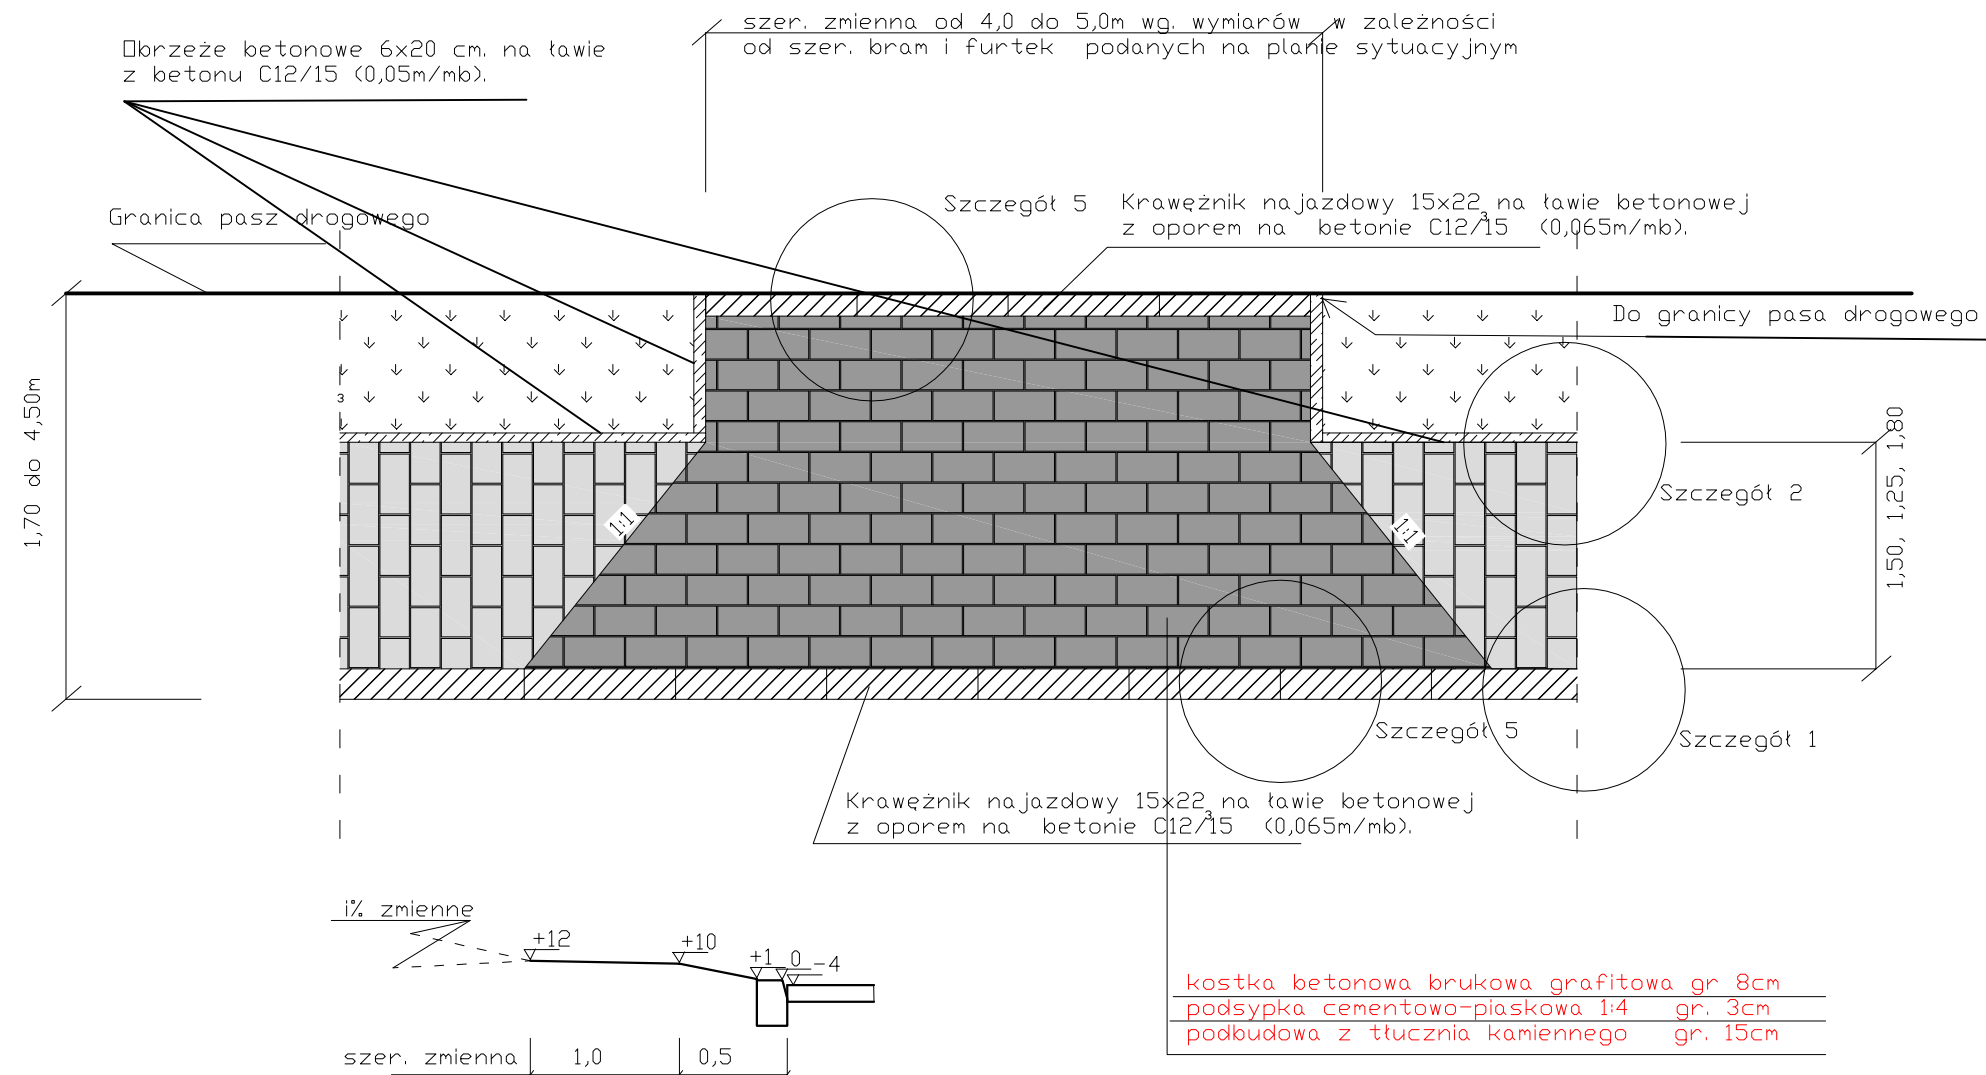 szer. zmienna od 4,0 do 5,0m wg. wymiarów w zależności
od szer. bram i furtek podanych na planie sytuacyjnym
Obrzeże betonowe 6x20 cm. na ławie
z betonu C12/15 (0,05m/mb).
Granica pasz drogowego
Szczegół 5
Krawężnik najazdowy 15x22 na ławie betonowej
z oporem na betonie C12/15 (0,065m/mb).
3
Do granicy pasa drogowego
3
1,70 do 4,50m
1:1
1:1
Szczegół 2
1,50, 1,25, 1,80
Szczegół 5
Szczegół 1
Krawężnik najazdowy 15x22 na ławie betonowej
z oporem na betonie C12/15 (0,065m/mb).
3
i% zmienne
+12
+10
+1
0
-4
szer. zmienna
1,0
0,5
kostka betonowa brukowa grafitowa gr 8cm
podsypka cementowo-piaskowa 1:4 gr. 3cm
podbudowa z tłucznia kamiennego gr. 15cm